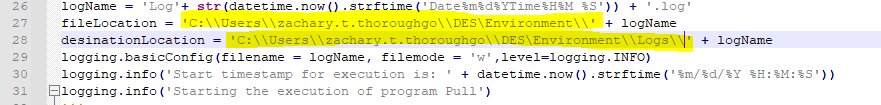 26 logName = 'Log'+ str(datetime.now().strftime('Date%m%d%YTime%H%M %S')) + '.log'
27 fileLocation = 'C:\\Users\\zachary.t.thoroughgo\\DES\Environment\\' + logName
28 desinationLocation = 'C:\\Users\\zachary.t.thoroughgo\\DES\Environment\\Logs\\' + logName
29 logging.basicConfig(filename = logName, filemode = 'w',level=logging.INFO)
30 logging.info('Start timestamp for execution is: ' + datetime.now().strftime('%m/%d/%Y %H:%M:%S'))
31 logging.info('Starting the execution of program Pull')